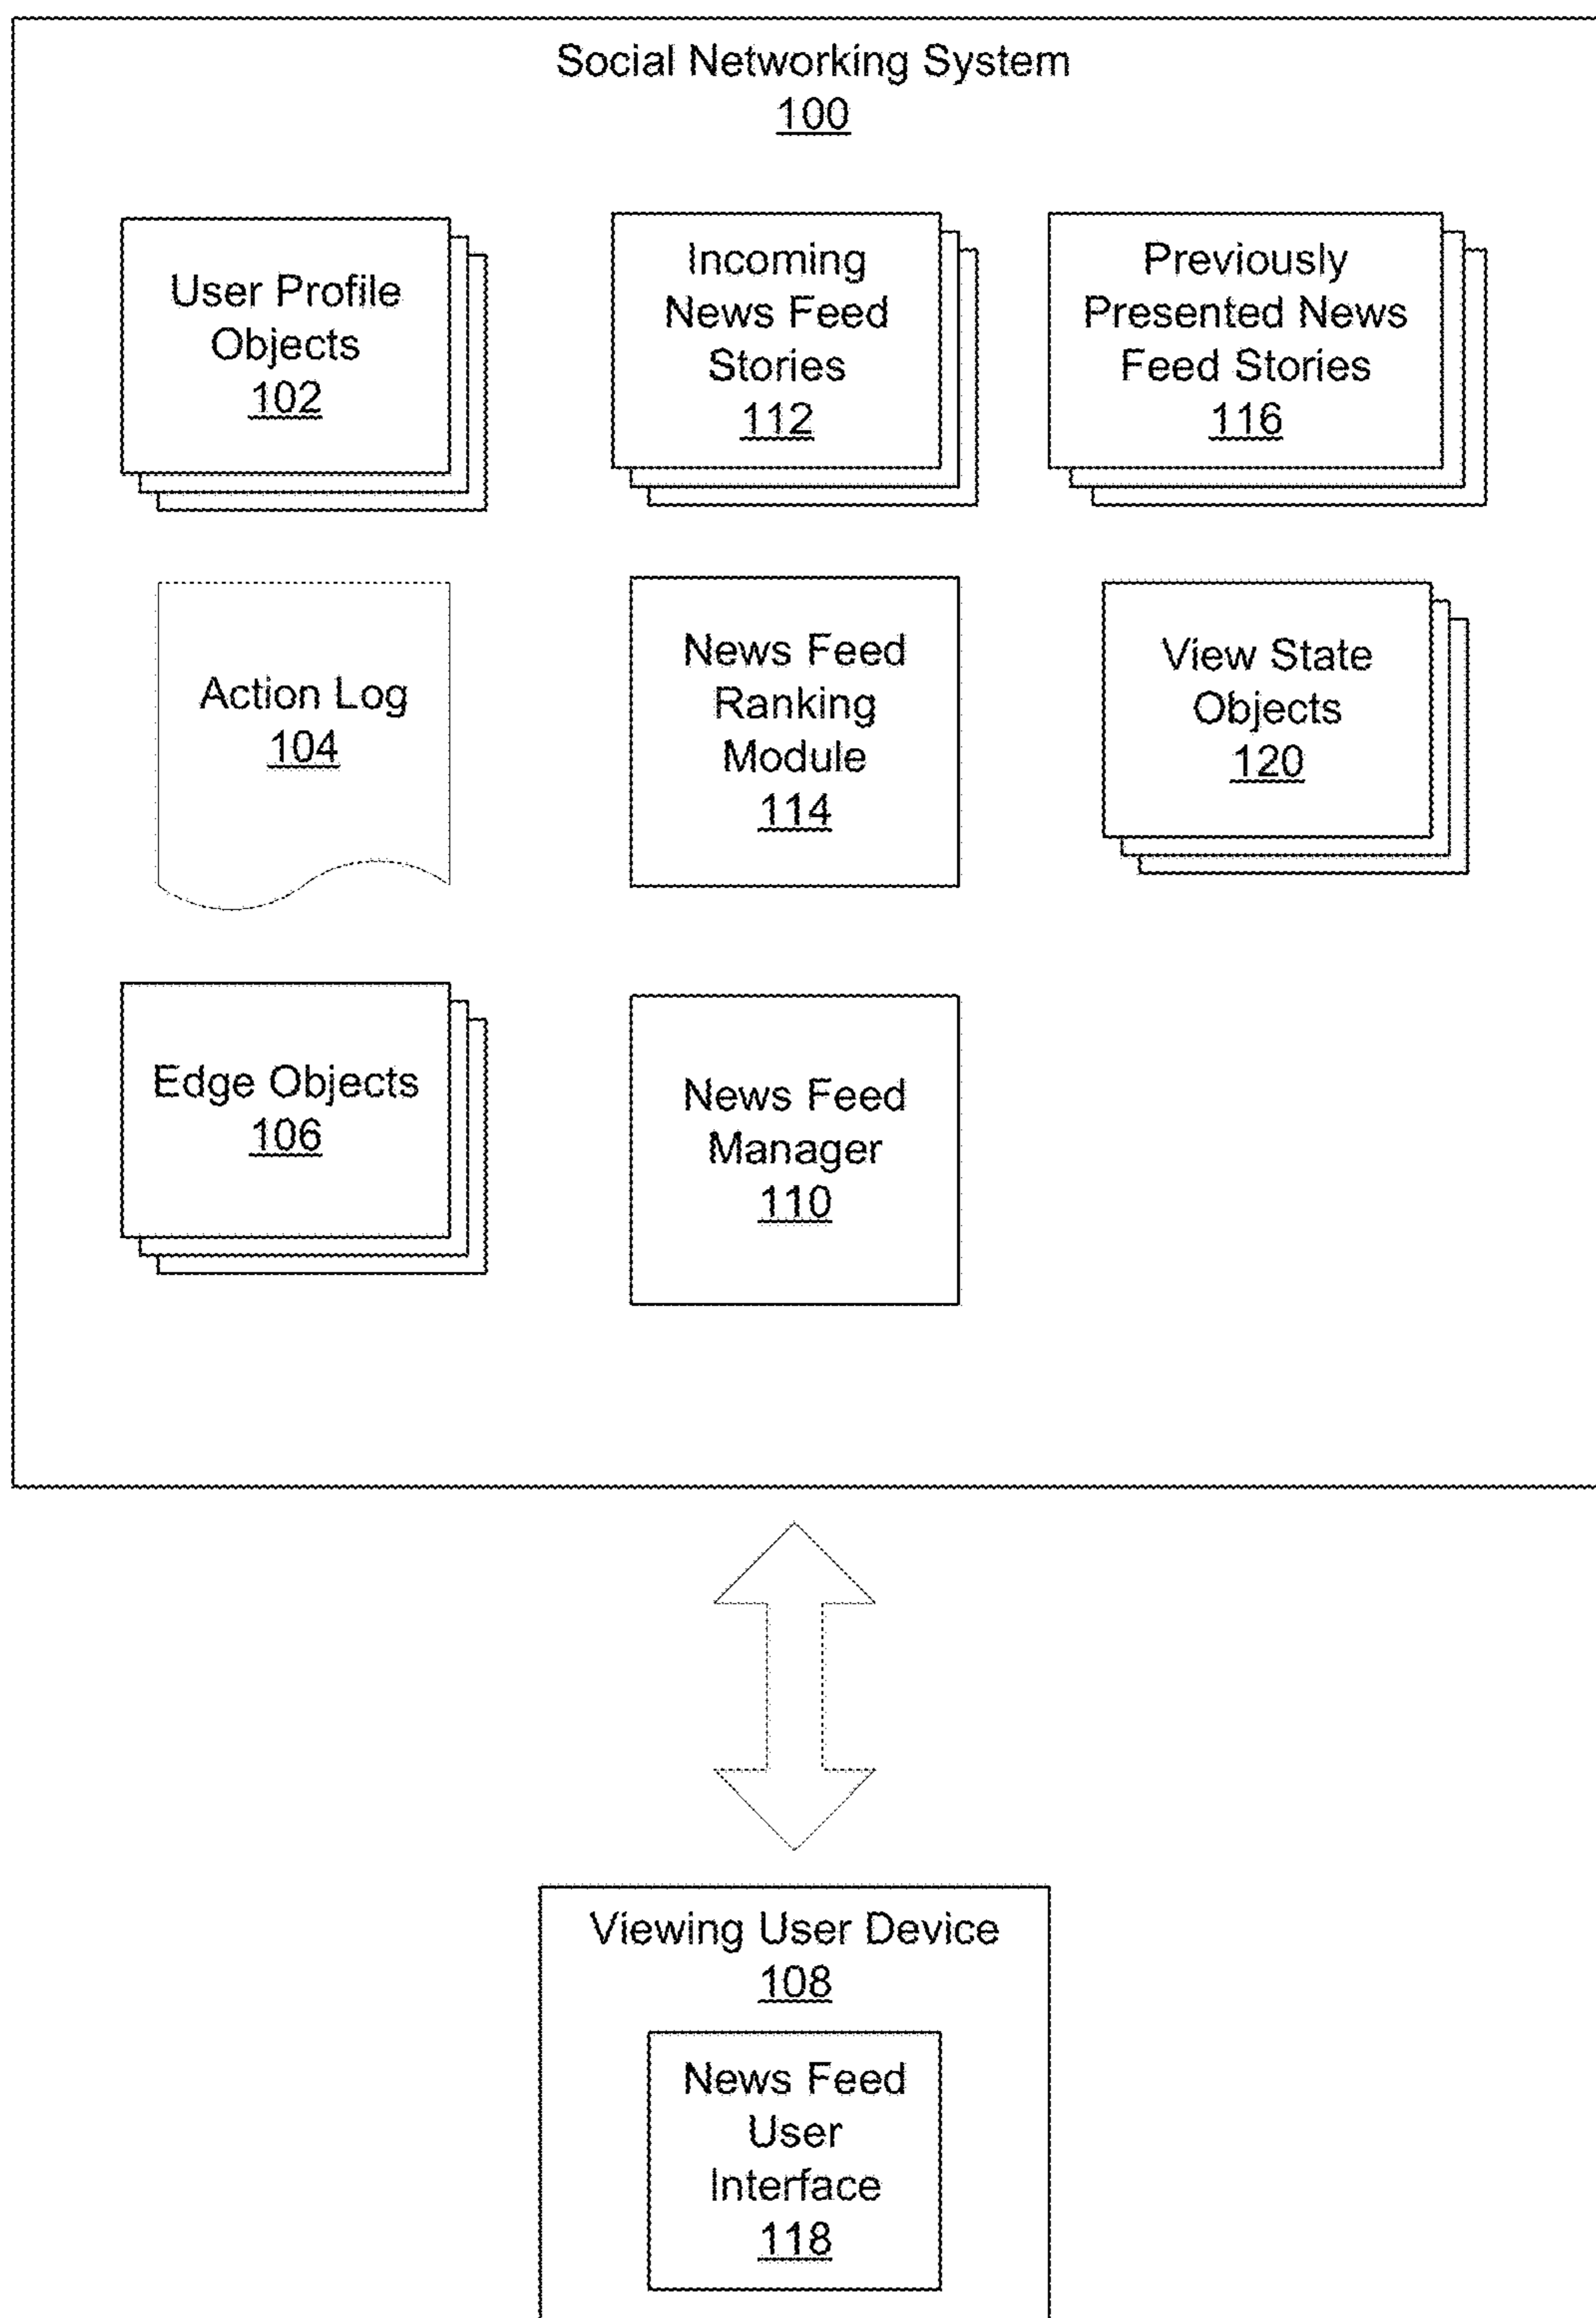 Social Networking System
100
User Profile
Objects
102
Incoming
News Feed
Stories
112
Previously
Presented News
Feed Stories
116
Action Log
104
News Feed
Ranking
Module
114
View State
Objects
120
Edge Objects
106
News Feed
Manager
110
Viewing User Device
108
News Feed
User
Interface
118